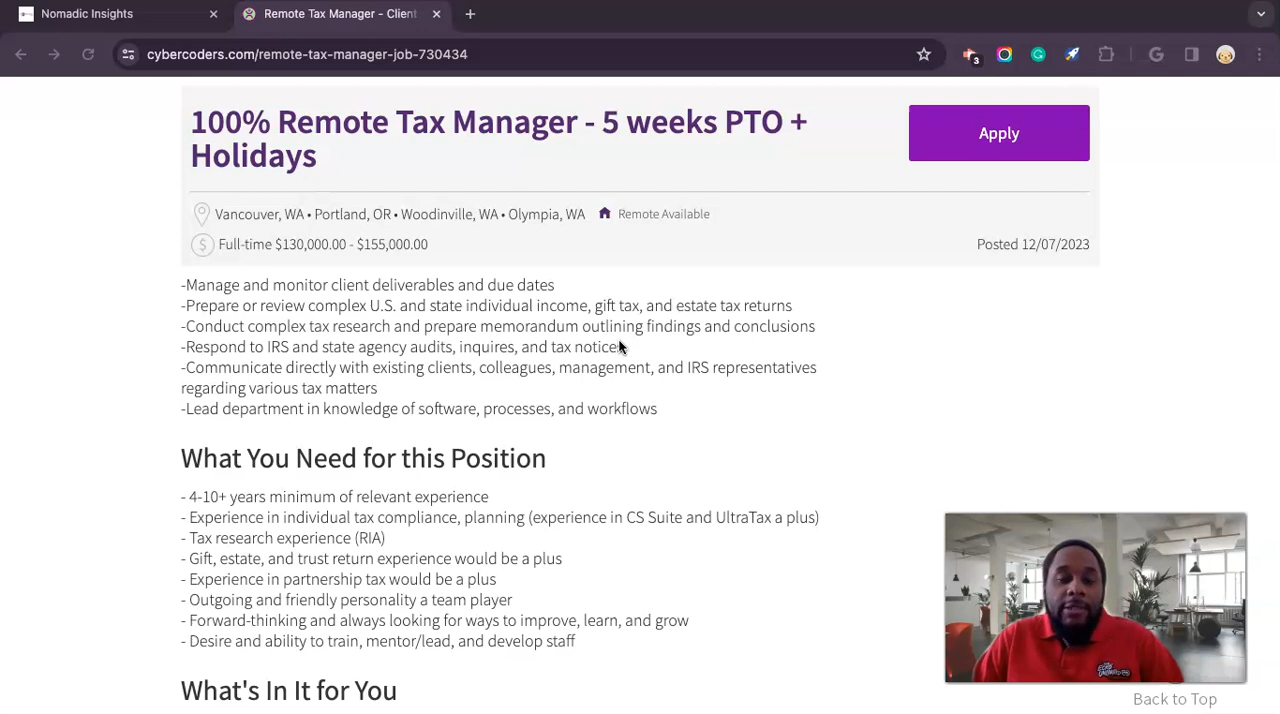 Nomadic Insights
Remote Tax Manager - Client
cybercoders.com/remote-tax-manager-job-730434
3
100% Remote Tax Manager - 5 weeks PTO +
Holidays
Apply
Vancouver, WA • Portland, OR • Woodinville, WA • Olympia, WA Remote Available
Full-time $130,000.00 - $155,000.00
Posted 12/07/2023
-Manage and monitor client deliverables and due dates
-Prepare or review complex U.S. and state individual income, gift tax, and estate tax returns
-Conduct complex tax research and prepare memorandum outlining findings and conclusions
-Respond to IRS and state agency audits, inquires, and tax notice
-Communicate directly with existing clients, colleagues, management, and IRS representatives
regarding various tax matters
-Lead department in knowledge of software, processes, and workflows
What You Need for this Position
- 4-10+ years minimum of relevant experience
- Experience in individual tax compliance, planning (experience in CS Suite and UltraTax a plus)
- Tax research experience (RIA)
- Gift, estate, and trust return experience would be a plus
- Experience in partnership tax would be a plus
- Outgoing and friendly personality a team player
- Forward-thinking and always looking for ways to improve, learn, and grow
- Desire and ability to train, mentor/lead, and develop staff
What's In It for You
Back to Top